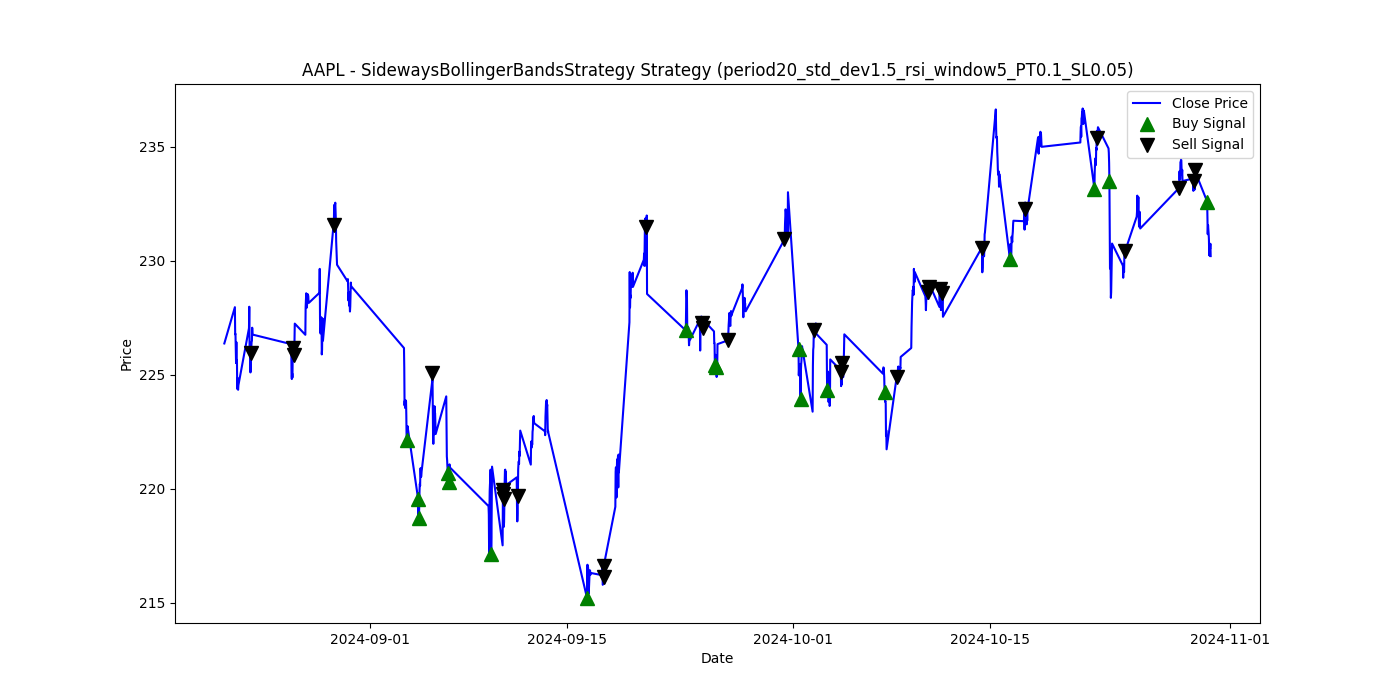 AAPL - SidewaysBollingerBandsStrategy Strategy (period20_std_dev1.5_rsi_window5_PT0.1_SL0.05)
Close Price
Buy Signal
Sell Signal
235
230
225
220
215
Price
2024-09-01
2024-09-15
2024-10-01
2024-10-15
2024-11-01
Date